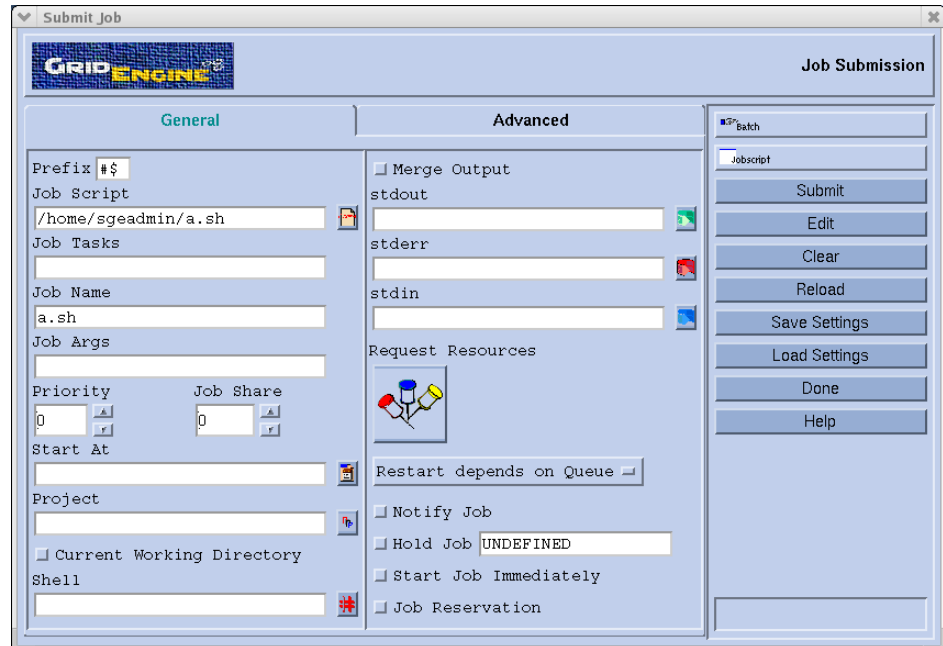 Submit Job
GRID ENGINE
Job Submission
General
Advanced
Prefix #$
Job Script
/home/sgeadmin/a.sh
Job Tasks
Job Name
a.sh
Job Args
Priority
Job Share
0
0
Start At
Project
Current Working Directory
Shell
Merge Output
stdout
stderr
stdin
Request Resources
Restart depends on Queue
Notify Job
Hold Job UNDEFINED
Start Job Immediately
Job Reservation
Batch
Jobscript
Submit
Edit
Clear
Reload
Save Settings
Load Settings
Done
Help